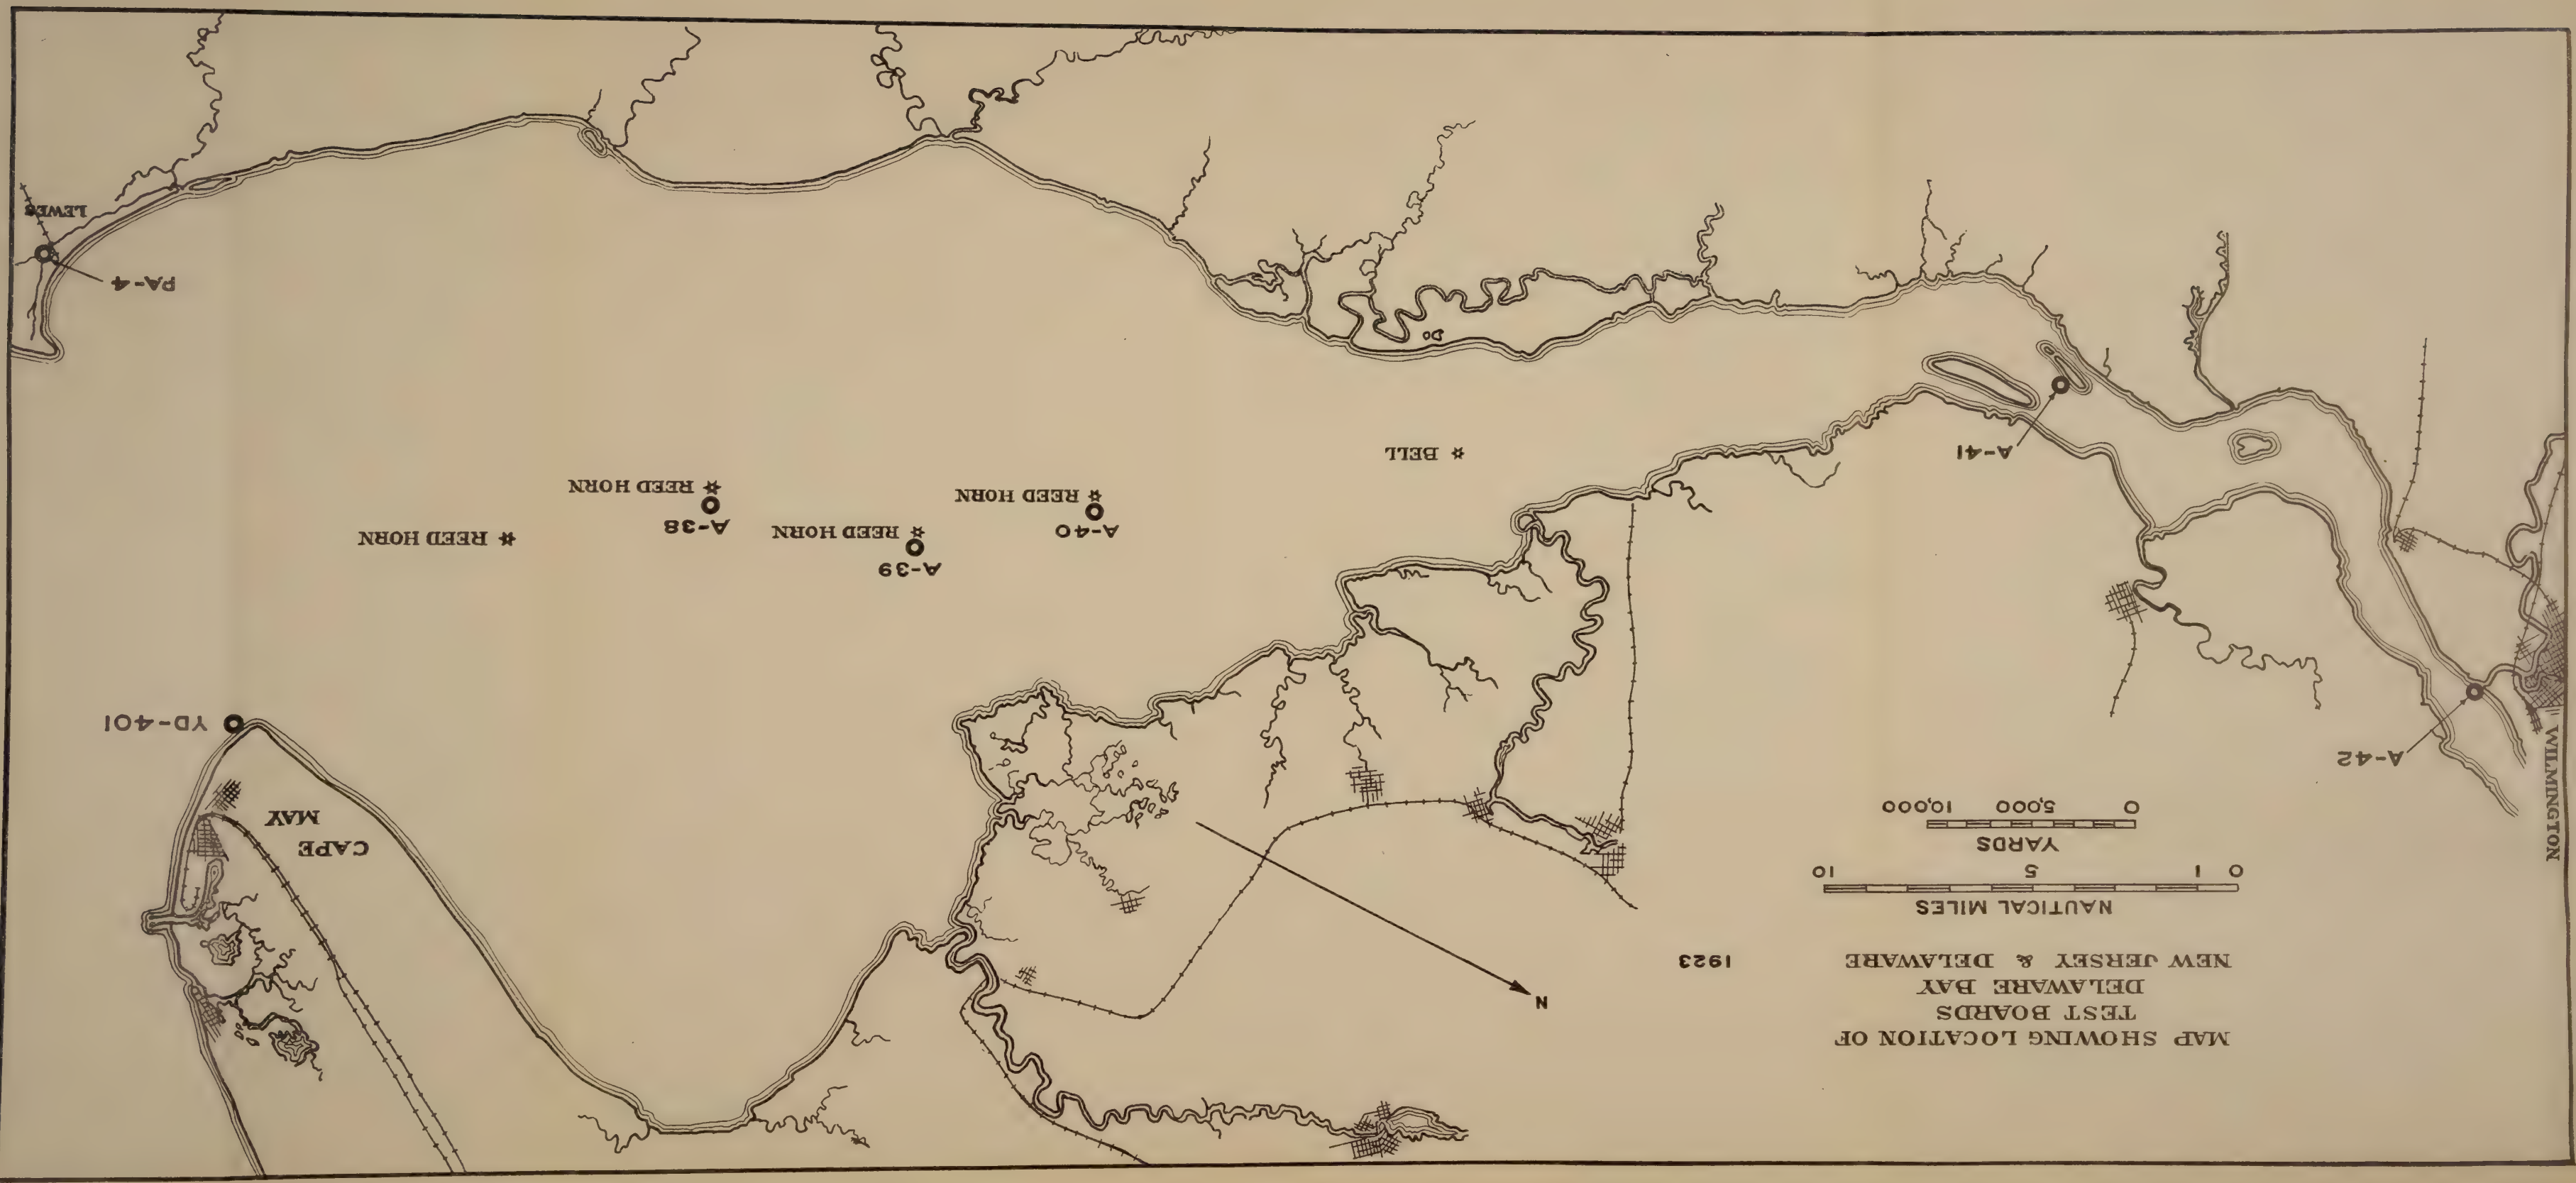 MAP SHOWING LOCATION OF
TEST BOARDS
DELAWARE BAY
NEW JERSEY & DELAWARE
1923
NAUTICAL MILES
0 1 5 10
YARDS
0 5,000 10,000
N
WILMINGTON
A-42
A-41
BELL
A-40
REED HORN
A-39
REED HORN
A-38
REED HORN
REED HORN
CAPE
MAY
YD-401
PA-4
LEWES